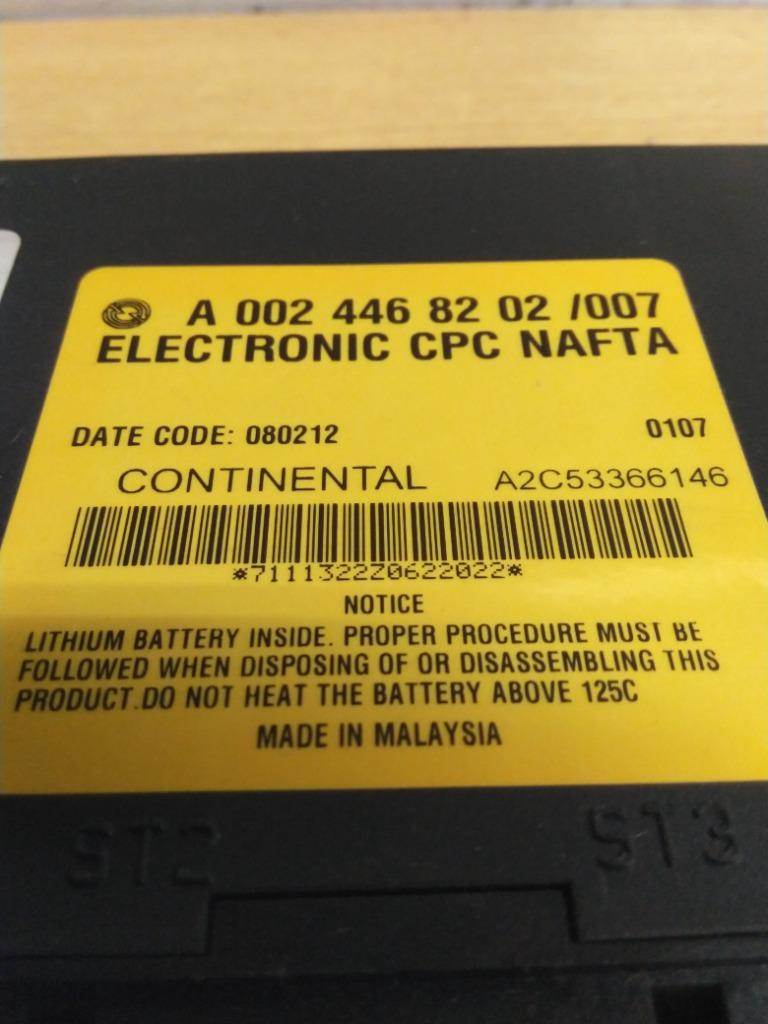 A 002 446 82 02 /007
ELECTRONIC CPC NAFTA
DATE CODE: 080212 0107
CONTINENTAL A2C53366146
*7111322Z0622022*
NOTICE
LITHIUM BATTERY INSIDE. PROPER PROCEDURE MUST BE
FOLLOWED WHEN DISPOSING OF OR DISASSEMBLING THIS
PRODUCT.DO NOT HEAT THE BATTERY ABOVE 125C
MADE IN MALAYSIA
ST2 ST3